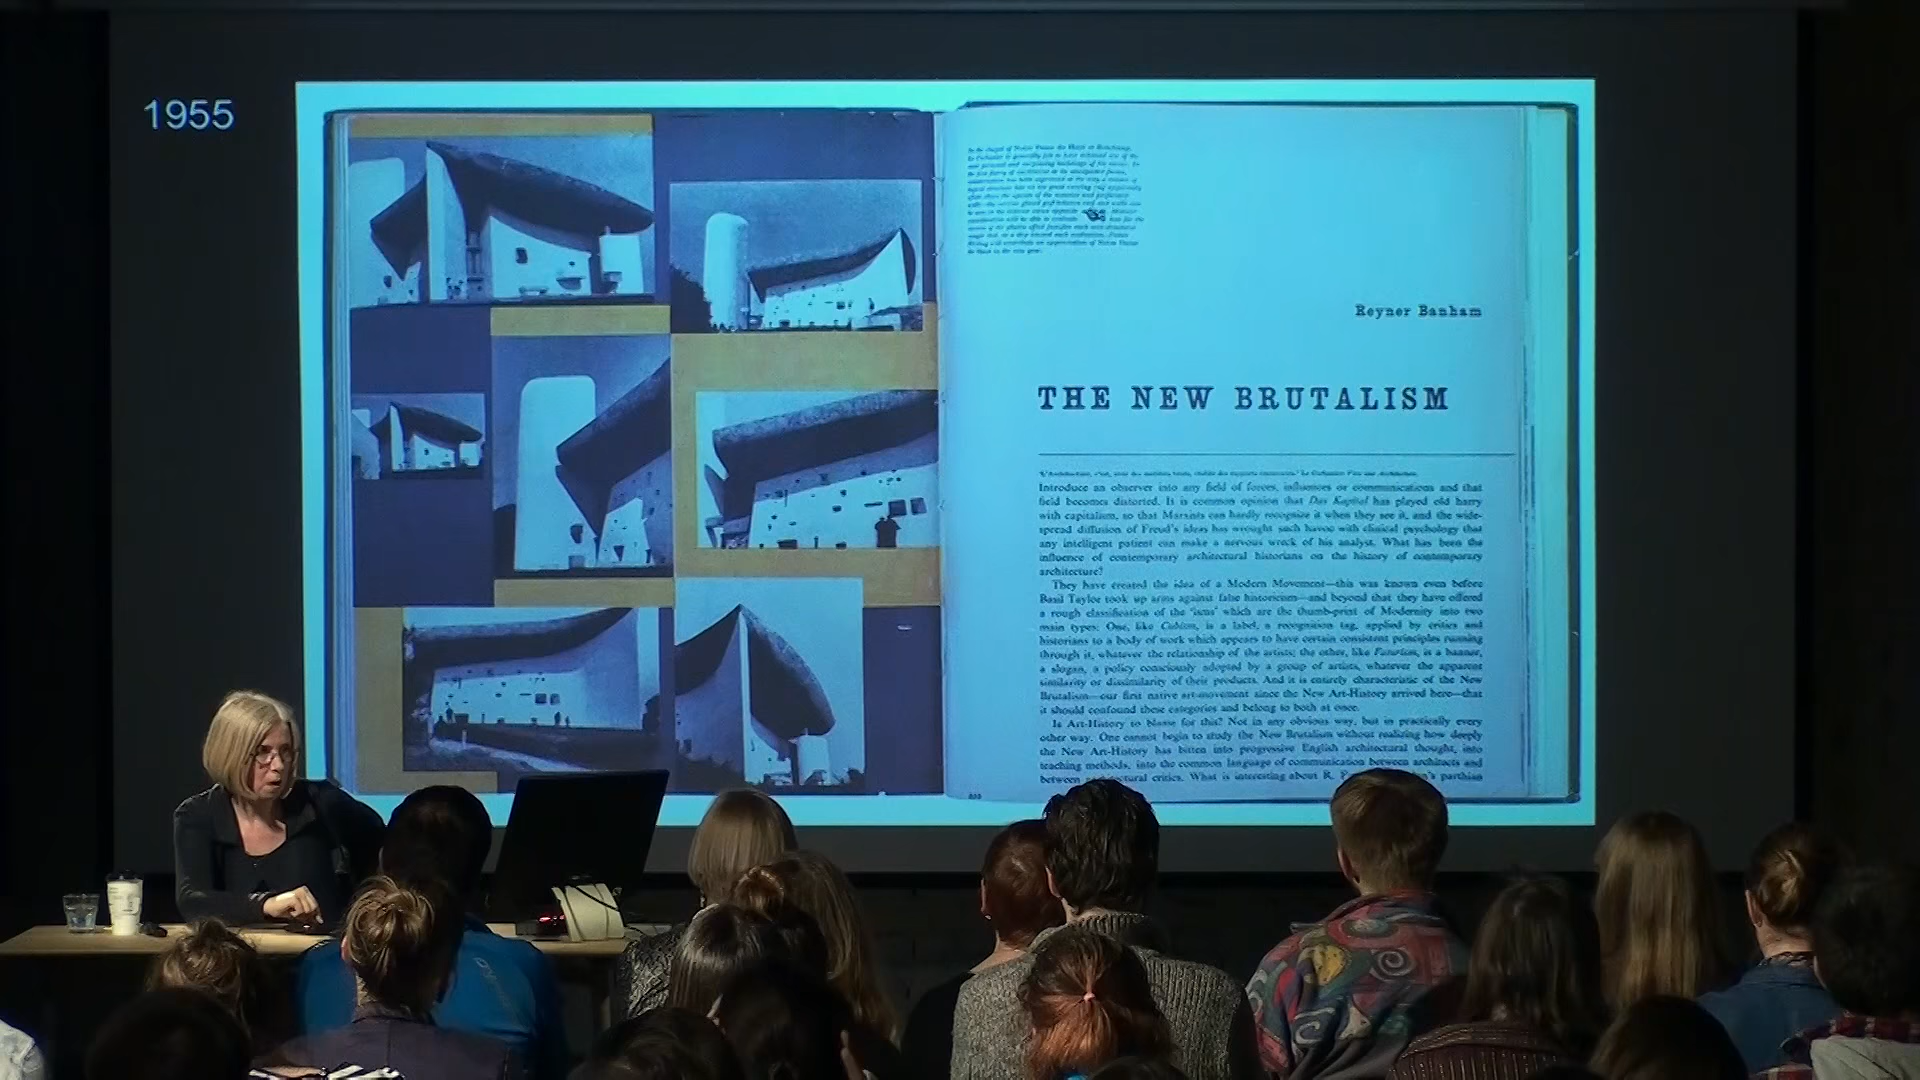 1955
Reyner Banham
THE NEW BRUTALISM
Introduce an observer into any field of forces, influences or communications and that
field becomes distorted. It is common opinion that Das Kapital has played old harry
with capitalism, so that Marxists can hardly recognize it when they see it, and the wide-
spread diffusion of Freud's ideas has wrought such havoc with clinical psychology that
any intelligent patient can make a nervous wreck of his analyst. What has been the
influence of contemporary architectural historians on the history of contemporary
architecture?
They have created the idea of a Modern Movement—this was known even before
Basil Taylor took up arms against false historicism—and beyond that they have offered
a rough classification of the 'isms' which are the thumb-print of Modernity into two
main types: One, like Cubism, is a label, a recognition tag, applied by critics and
historians to a body of work which appears to have certain consistent principles running
through it, whatever the relationship of the artists; the other, like Futurism, is a banner,
a slogan, a policy consciously adopted by a group of artists, whatever the apparent
similarity or dissimilarity of their products. And it is entirely characteristic of the New
Brutalism—our first native art-movement since the New Art-History arrived here—that
it should confound these categories and belong to both at once.
Is Art-History to blame for this? Not in any obvious way, but in practically every
other way. One cannot begin to study the New Brutalism without realizing how deeply
the New Art-History has bitten into progressive English architectural thought, into
teaching methods, into the common language of communication between architects and
between architectural critics. What is interesting about R. parthian